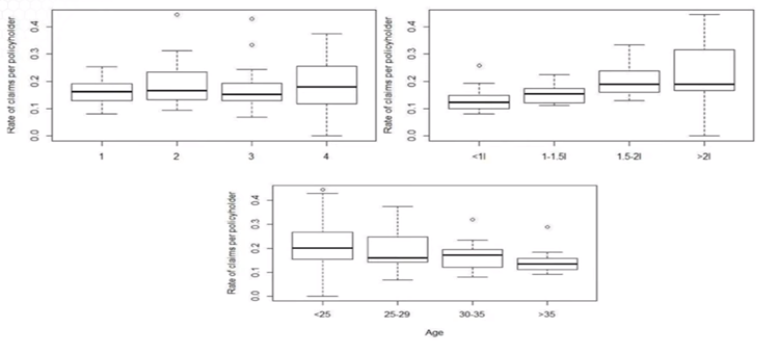 Rate of claims per policyholder
0.4
0.3
0.2
0.1
0.0
1 2 3 4
Rate of claims per policyholder
0.4
0.3
0.2
0.1
0.0
<1l 1-1.5l 1.5-2l >2l
Rate of claims per policyholder
0.4
0.3
0.2
0.1
0.0
<25 25-29 30-35 >35
Age